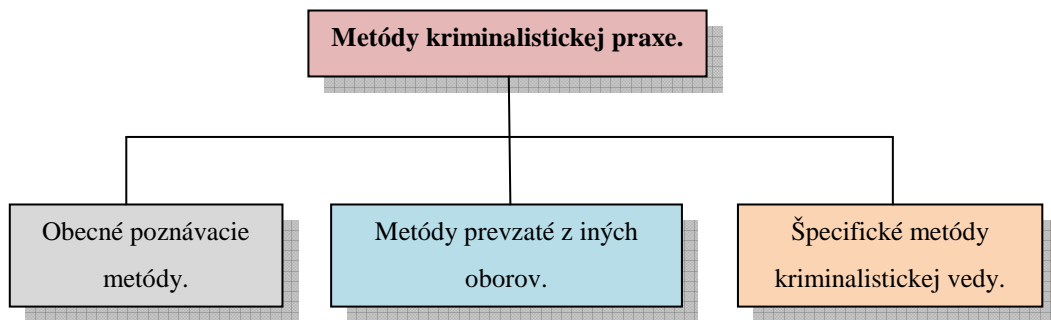 Metódy kriminalistickej praxe.
Obecné poznávacie
metódy.
Metódy prevzaté z iných
oborov.
Špecifické metódy
kriminalistickej vedy.